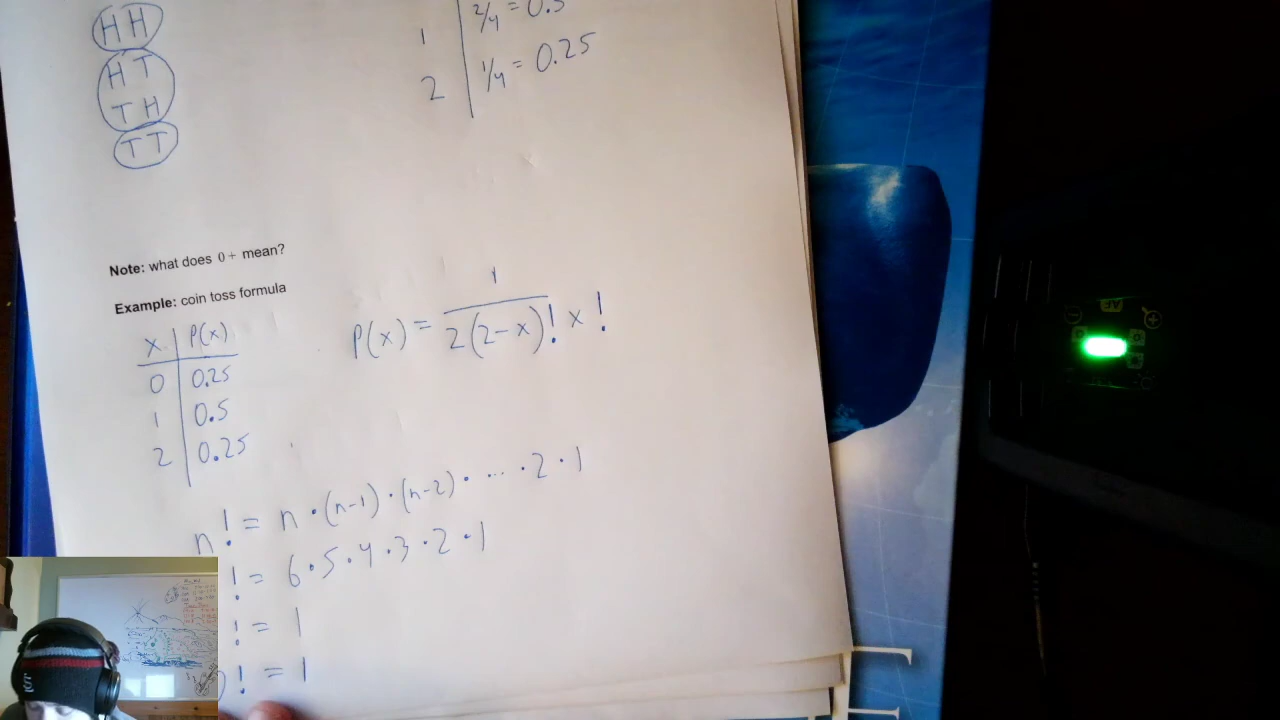 HH
HT
TH
TT
1 | 2/4 = 0.5
2 | 1/4 = 0.25
Note: what does 0+ mean?
Example: coin toss formula
x | P(x)
0 | 0.25
1 | 0.5
2 | 0.25
P(x) = 1 / 2(2-x)! x!
n! = n·(n-1)·(n-2)· ... ·2·1
! = 6·5·4·3·2·1
! = 1
! = 1
AF